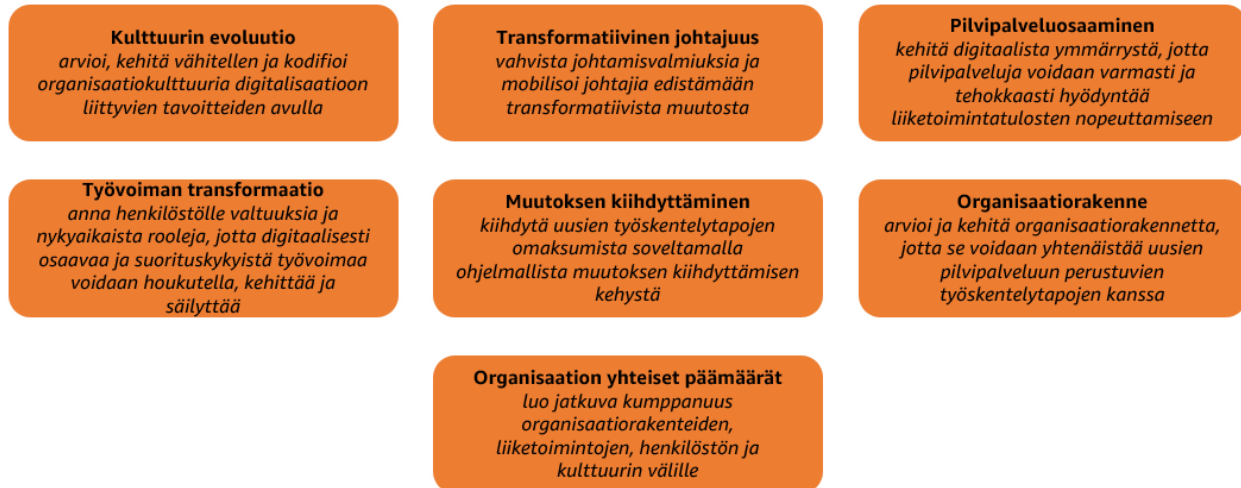 Kulttuurin evoluutio
arvioi, kehitä vähitellen ja kodifioi
organisaatiokulttuuria digitalisaatioon
liittyvien tavoitteiden avulla
Transformatiivinen johtajuus
vahvista johtamisvalmiuksia ja
mobilisoi johtajia edistämään
transformatiivista muutosta
Pilvipalveluosaaminen
kehitä digitaalista ymmärrystä, jotta
pilvipalveluja voidaan varmasti ja
tehokkaasti hyödyntää
liiketoimintatulosten nopeuttamiseen
Työvoiman transformaatio
anna henkilöstölle valtuuksia ja
nykyaikaista rooleja, jotta digitaalisesti
osaavaa ja suorituskykyistä työvoimaa
voidaan houkutella, kehittää ja
säilyttää
Muutoksen kiihdyttäminen
kiihdytä uusien työskentelytapojen
omaksumista soveltamalla
ohjelmallista muutoksen kiihdyttämisen
kehystä
Organisaatiorakenne
arvioi ja kehitä organisaatiorakennetta,
jotta se voidaan yhtenäistää uusien
pilvipalveluun perustuvien
työskentelytapojen kanssa
Organisaation yhteiset päämäärät
luo jatkuva kumppanuus
organisaatiorakenteiden,
liiketoimintojen, henkilöstön ja
kulttuurin välille